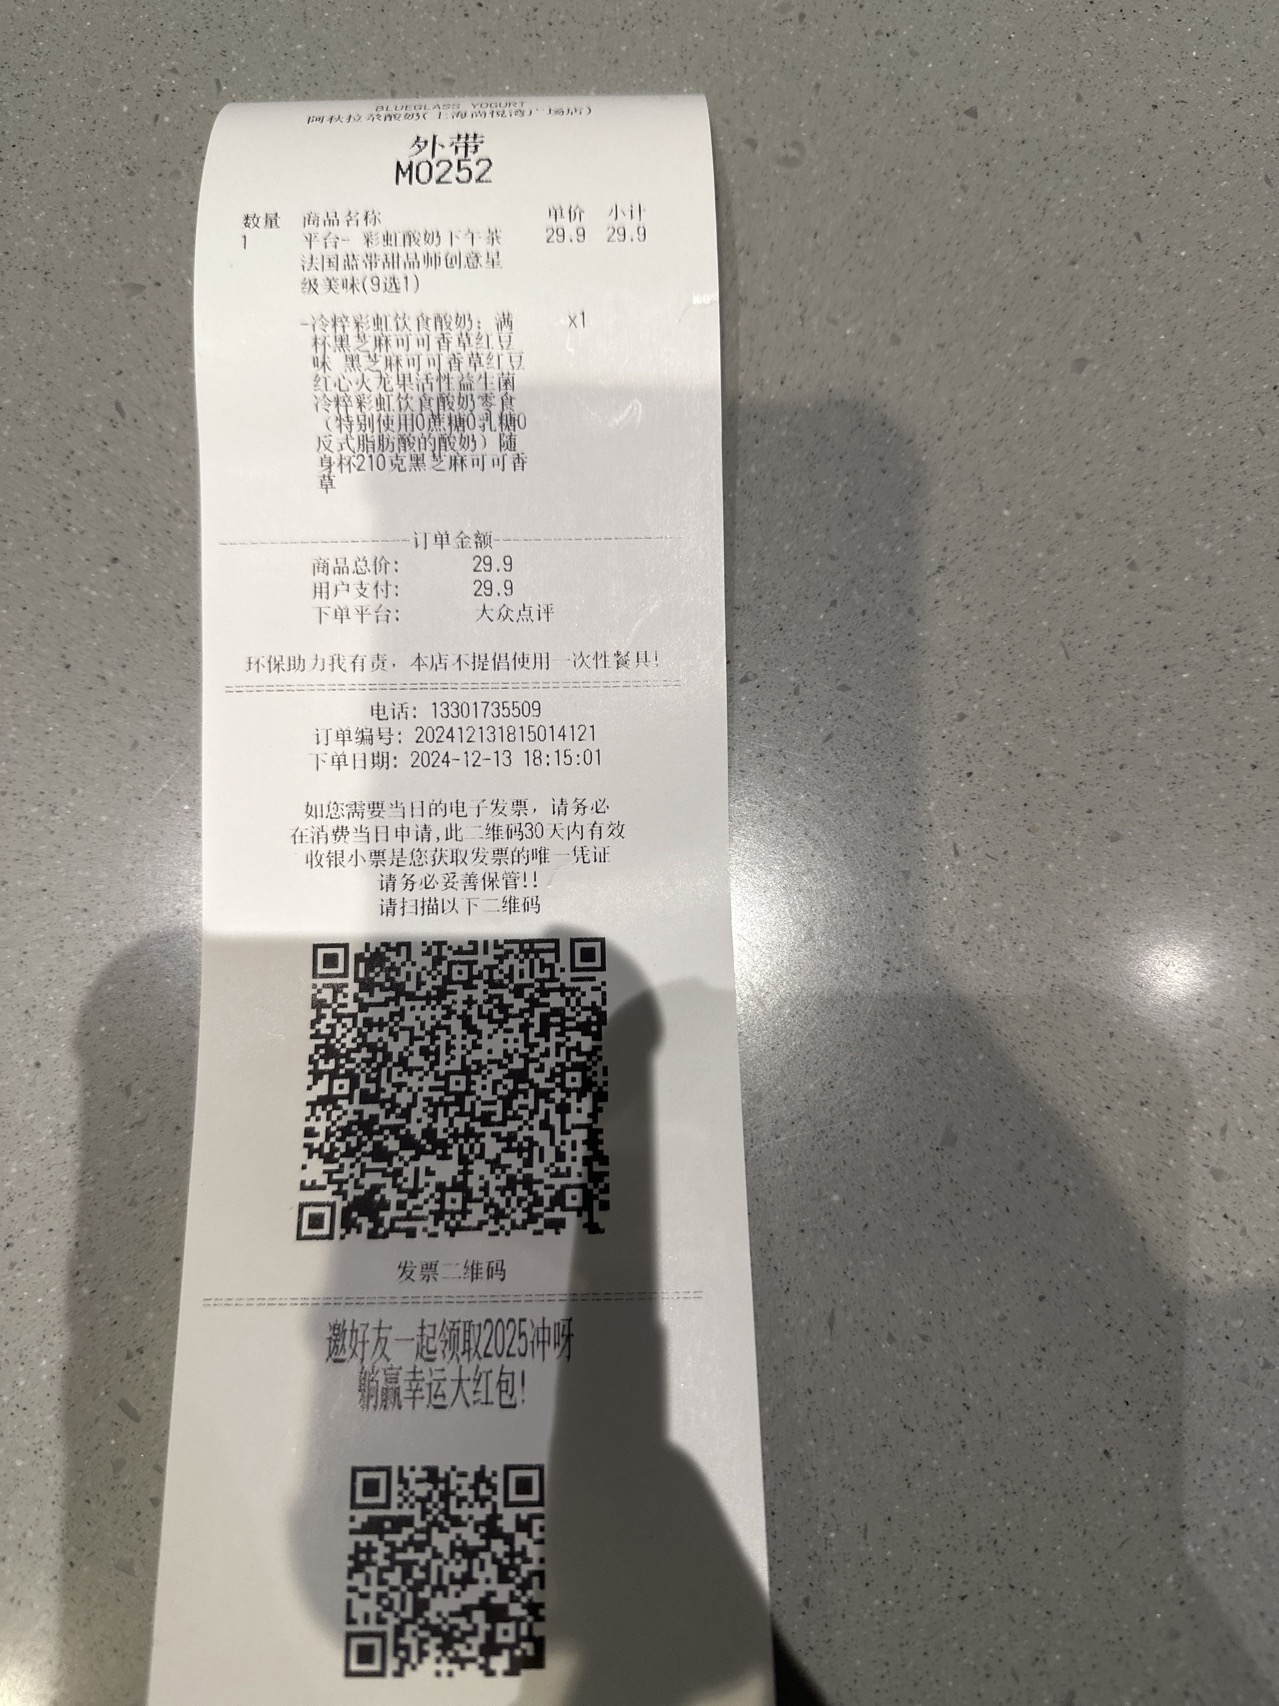 BLUEGLASS YOGURT
阿秋拉尕酸奶(上海尚悦湾广场店)
外带
M0252
数量 商品名称 单价 小计
1 平台- 彩虹酸奶下午茶 29.9 29.9
法国蓝带甜品师创意星
级美味(9选1)
-冷粹彩虹饮食酸奶：满 x1
杯黑芝麻可可香草红豆
味 黑芝麻可可香草红豆
红心火龙果活性益生菌
冷粹彩虹饮食酸奶零食
（特别使用0蔗糖0乳糖0
反式脂肪酸的酸奶）随
身杯210克黑芝麻可可香
草
订单金额
商品总价: 29.9
用户支付: 29.9
下单平台: 大众点评
环保助力我有责，本店不提倡使用一次性餐具!
电话: 13301735509
订单编号: 202412131815014121
下单日期: 2024-12-13 18:15:01
如您需要当日的电子发票，请务必
在消费当日申请,此二维码30天内有效
收银小票是您获取发票的唯一凭证
请务必妥善保管!!
请扫描以下二维码
发票二维码
邀好友一起领取2025冲呀
躺赢幸运大红包!